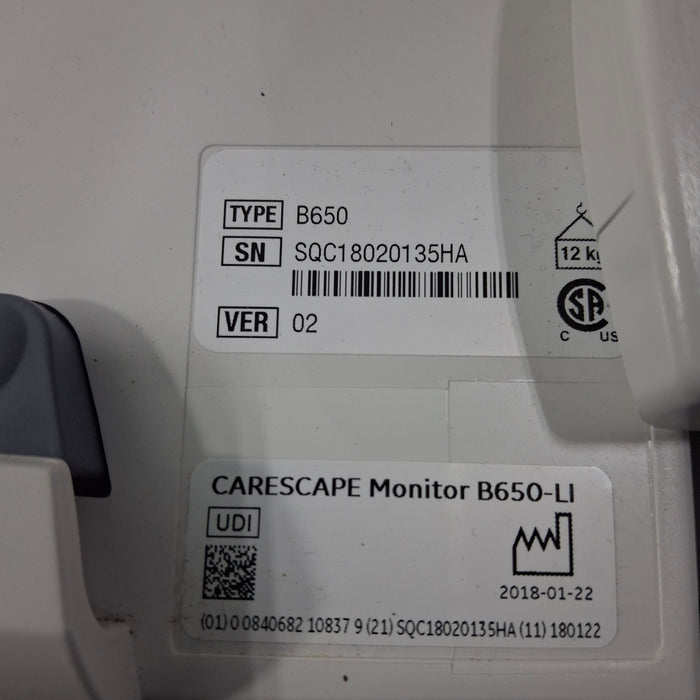 TYPE B650
SN SQC18020135HA
12 kg
VER 02
SA
C US
CARESCAPE Monitor B650-LI
UDI
2018-01-22
(01) 0 0840682 10837 9 (21) SQC18020135HA (11) 180122